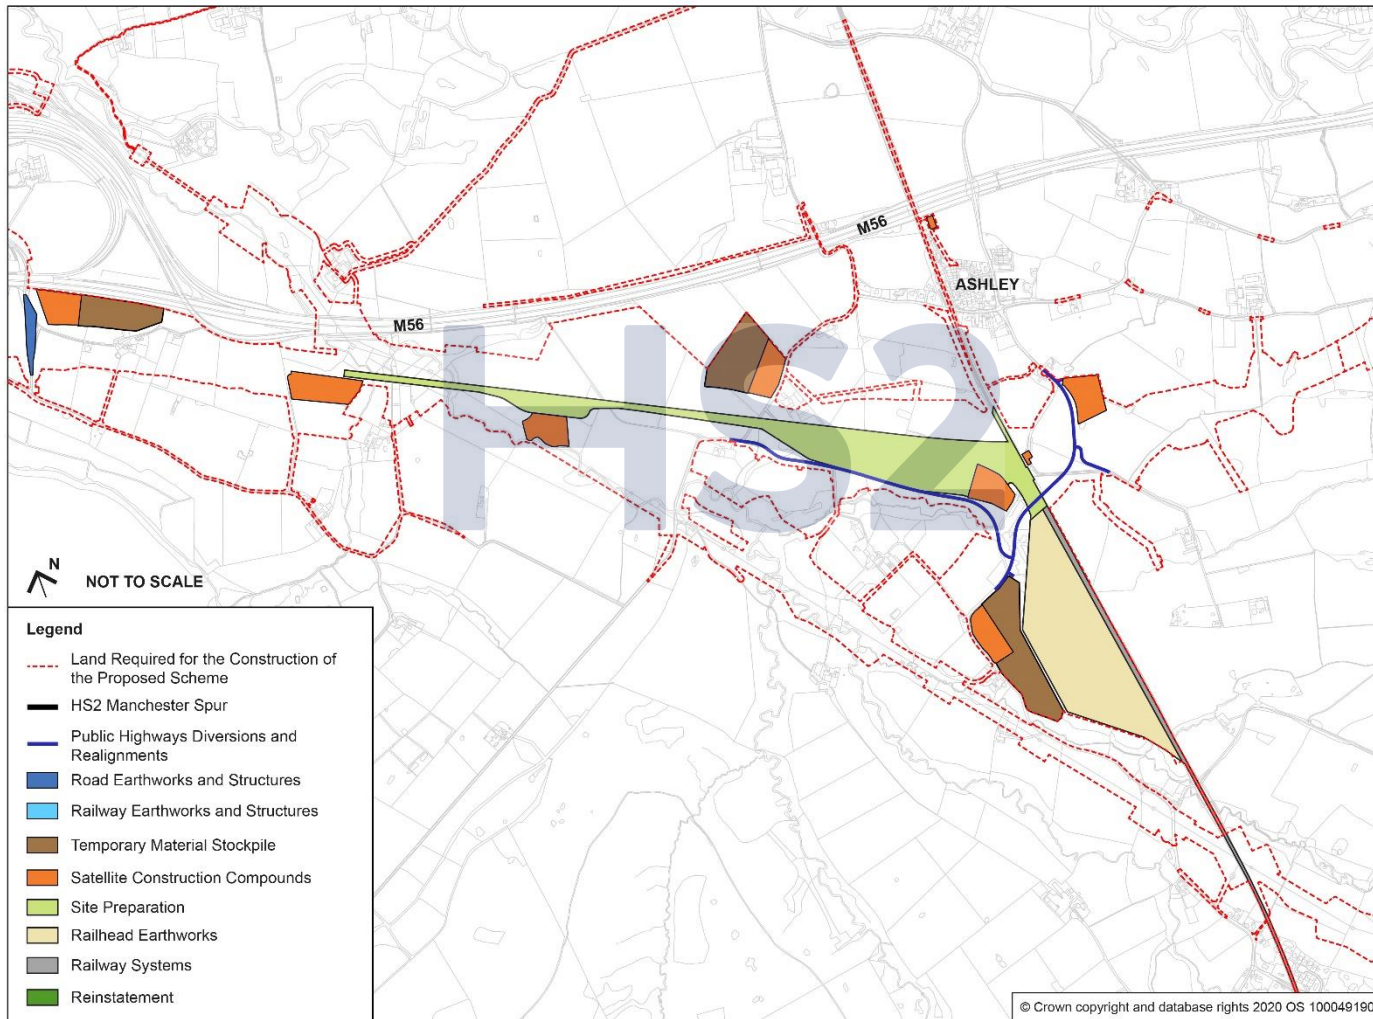 M56
ASHLEY
M56
HS2
N
NOT TO SCALE
Legend
Land Required for the Construction of
the Proposed Scheme
HS2 Manchester Spur
Public Highways Diversions and
Realignments
Road Earthworks and Structures
Railway Earthworks and Structures
Temporary Material Stockpile
Satellite Construction Compounds
Site Preparation
Railhead Earthworks
Railway Systems
Reinstatement
© Crown copyright and database rights 2020 OS 100049190